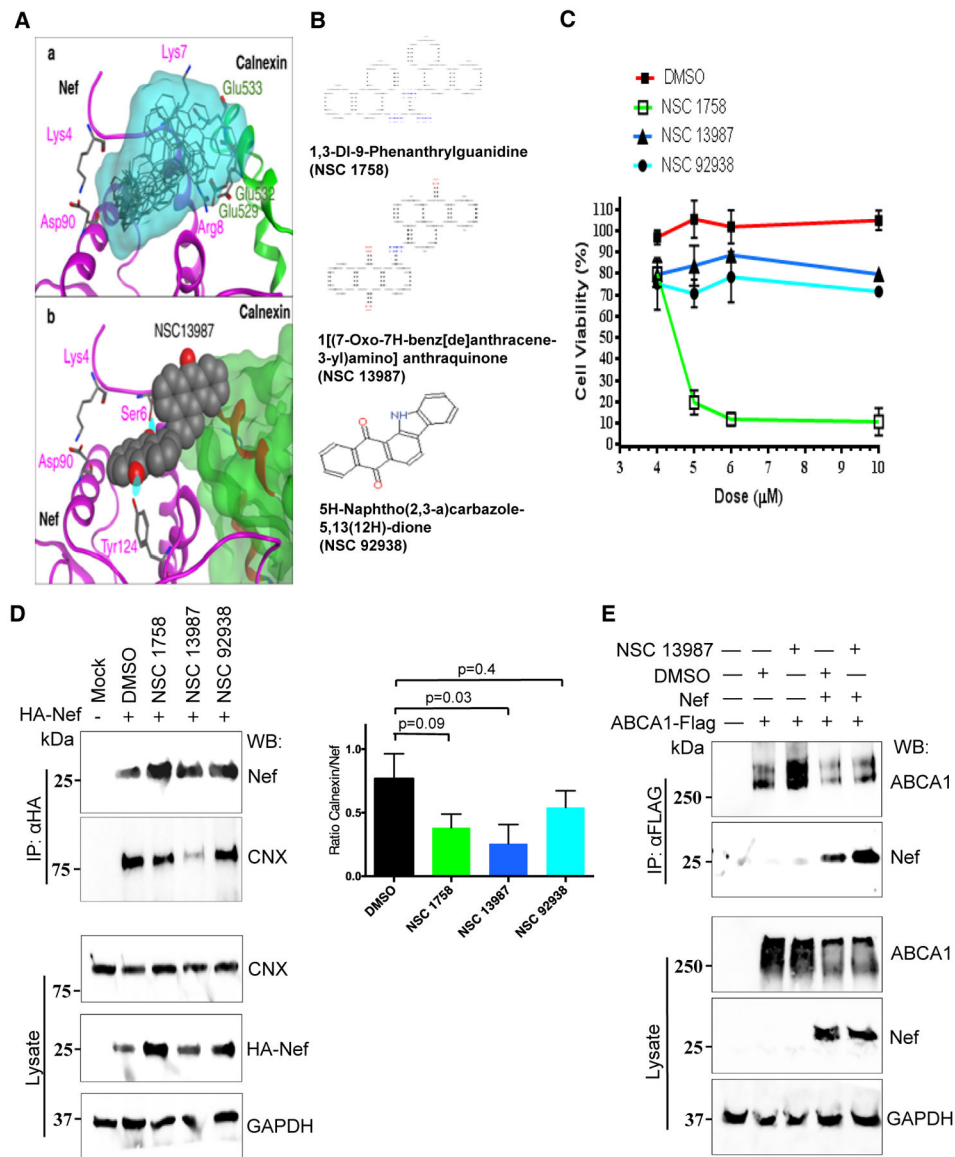 A
a
Lys7
Calnexin
Nef
Glu533
Lys4
Glu532
Glu529
Asp90
Arg8
b
NSC13987
Calnexin
Lys4
Ser6
Asp90
Nef
Tyr124
B
1,3-DI-9-Phenanthrylguanidine
(NSC 1758)
1[(7-Oxo-7H-benz[de]anthracene-
3-yl)amino] anthraquinone
(NSC 13987)
NH
O
O
5H-Naphtho(2,3-a)carbazole-
5,13(12H)-dione
(NSC 92938)
C
DMSO
NSC 1758
NSC 13987
NSC 92938
Cell Viability (%)
110
100
90
80
70
60
50
40
30
20
10
0
3 4 5 6 7 8 9 10
Dose (µM)
D
Mock
DMSO
NSC 1758
NSC 13987
NSC 92938
HA-Nef - + + + +
kDa WB:
IP: αHA
25 Nef
75 CNX
Lysate
75 CNX
25 HA-Nef
37 GAPDH
p=0.4
p=0.03
p=0.09
Ratio Calnexin/Nef
1.0
0.5
0.0
DMSO
NSC 1758
NSC 13987
NSC 92938
E
NSC 13987 — — + — +
DMSO — + — + —
Nef — — — + +
ABCA1-Flag — + + + +
kDa WB:
IP: αFLAG
250 ABCA1
25 Nef
Lysate
250 ABCA1
25 Nef
37 GAPDH